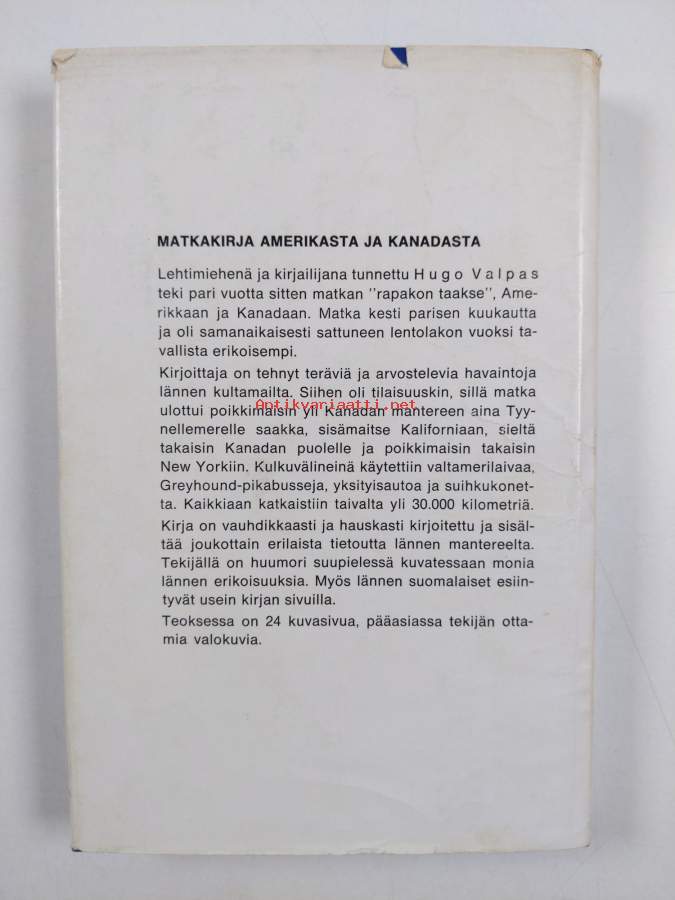 MATKAKIRJA AMERIKASTA JA KANADASTA
Lehtimiehenä ja kirjailijana tunnettu Hugo Valpas
teki pari vuotta sitten matkan "rapakon taakse", Ame-
rikkaan ja Kanadaan. Matka kesti parisen kuukautta
ja oli samanaikaisesti sattuneen lentolakon vuoksi ta-
vallista erikoisempi.
Kirjoittaja on tehnyt teräviä ja arvostelevia havaintoja
lännen kultamailta. Siihen oli tilaisuuskin, sillä matka
Antikvariaatti.net
ulottui poikkimaisin yli Kanadan mantereen aina Tyy-
nellemerelle saakka, sisämaitse Kaliforniaan, sieltä
takaisin Kanadan puolelle ja poikkimaisin takaisin
New Yorkiin. Kulkuvälineinä käytettiin valtamerilaivaa,
Greyhound-pikabusseja, yksityisautoa ja suihkukonet-
ta. Kaikkiaan katkaistiin taivalta yli 30.000 kilometriä.
Kirja on vauhdikkaasti ja hauskasti kirjoitettu ja sisäl-
tää joukottain erilaista tietoutta lännen mantereelta.
Tekijällä on huumori suupielessä kuvatessaan monia
lännen erikoisuuksia. Myös lännen suomalaiset esiin-
tyvät usein kirjan sivuilla.
Teoksessa on 24 kuvasivua, pääasiassa tekijän otta-
mia valokuvia.